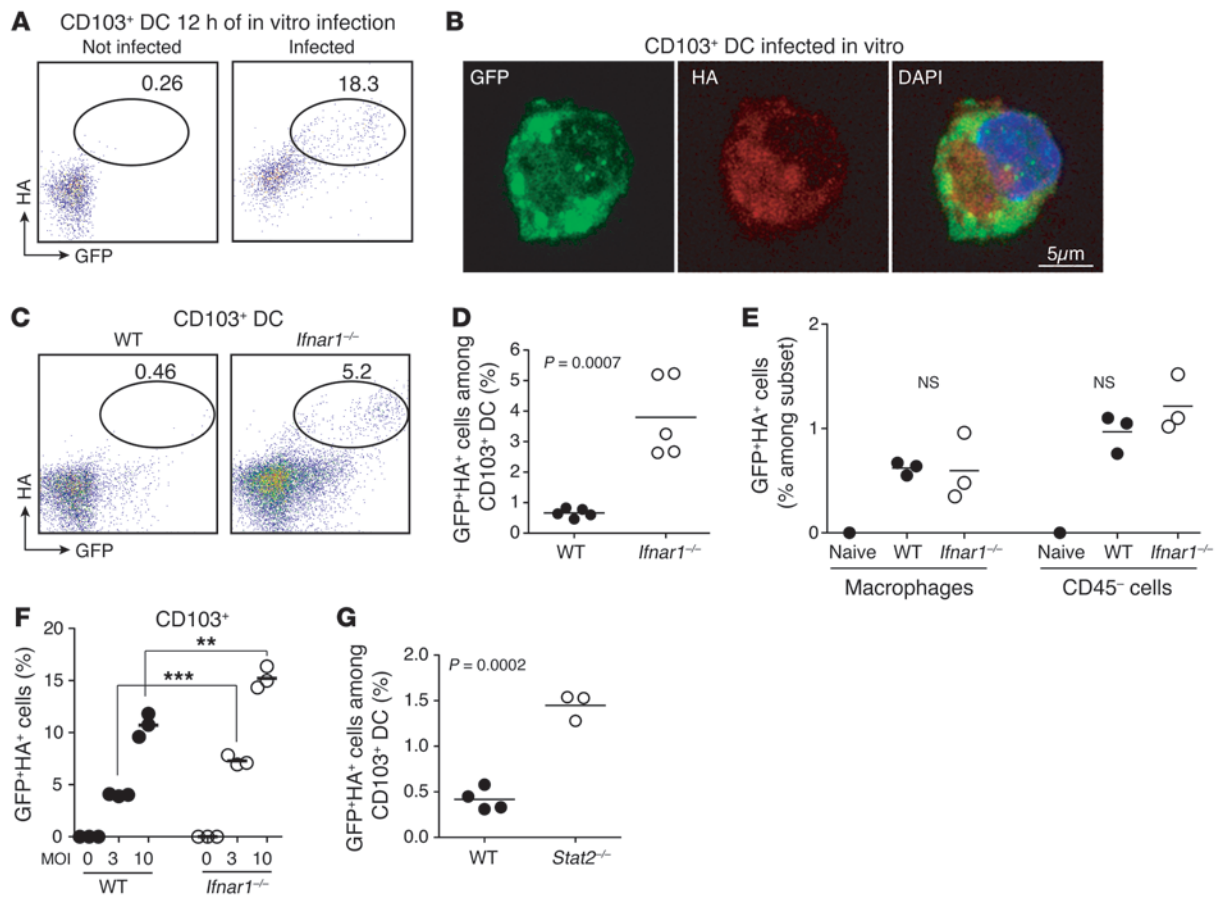 A
CD103⁺ DC 12 h of in vitro infection
Not infected
Infected
0.26
18.3
HA
GFP
B
CD103⁺ DC infected in vitro
GFP
HA
DAPI
5μm
C
CD103⁺ DC
WT
Ifnar1⁻/⁻
0.46
5.2
HA
GFP
D
GFP⁺HA⁺ cells among
CD103⁺ DC (%)
6
5
4
3
2
1
0
P = 0.0007
WT
Ifnar1⁻/⁻
E
GFP⁺HA⁺ cells
(% among subset)
2
1
0
NS
NS
Naive WT Ifnar1⁻/⁻
Naive WT Ifnar1⁻/⁻
Macrophages
CD45⁻ cells
F
CD103⁺
GFP⁺HA⁺ cells (%)
20
15
10
5
0
**
***
MOI 0 3 10 0 3 10
WT
Ifnar1⁻/⁻
G
GFP⁺HA⁺ cells among
CD103⁺ DC (%)
2.0
1.5
1.0
0.5
0.0
P = 0.0002
WT
Stat2⁻/⁻